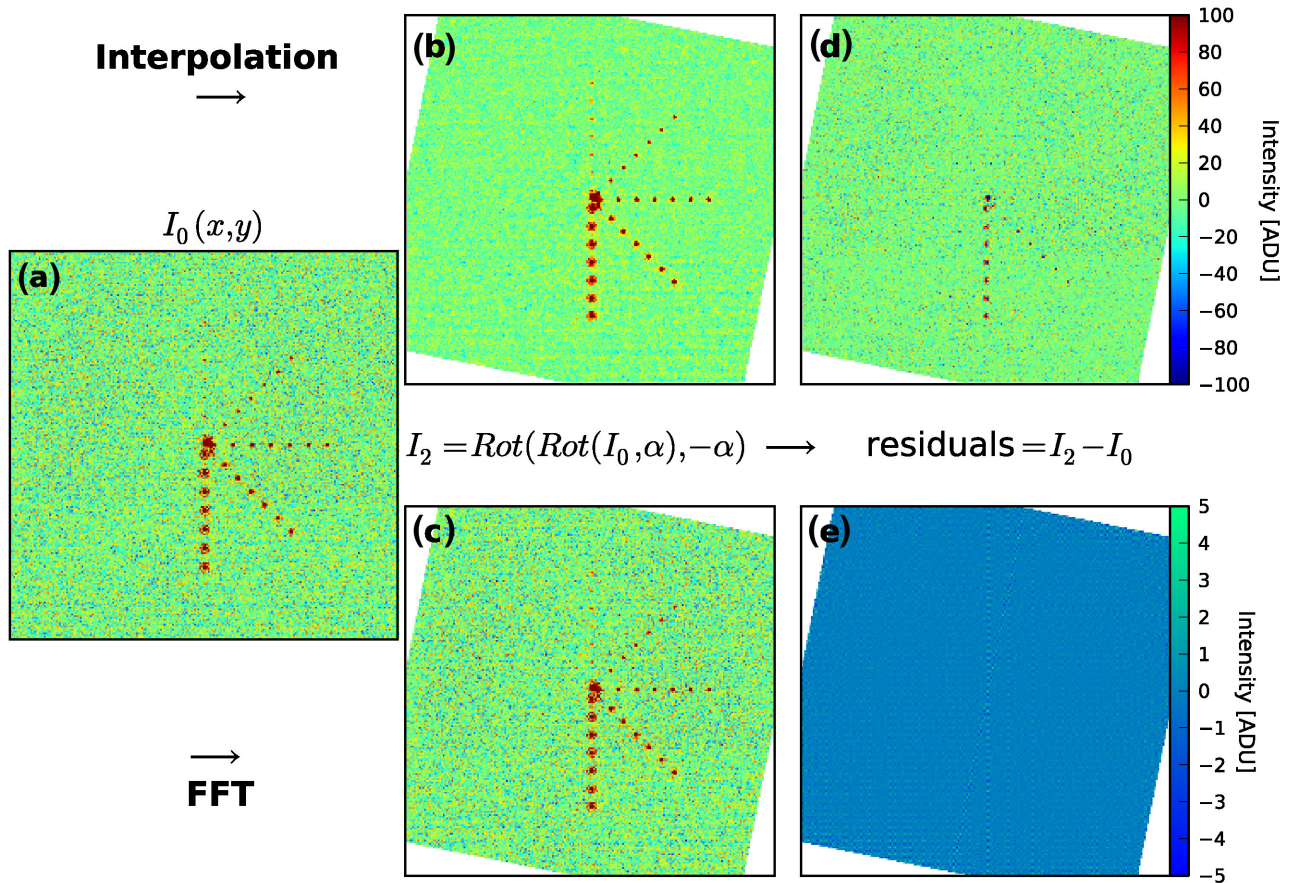 Interpolation
→
(b)
(d)
100
80
60
40
20
0
−20
−40
−60
−80
−100
Intensity [ADU]
I₀(x,y)
(a)
I₂ = Rot(Rot(I₀,α),−α) → residuals = I₂−I₀
(c)
(e)
5
4
3
2
1
0
−1
−2
−3
−4
−5
Intensity [ADU]
→
FFT